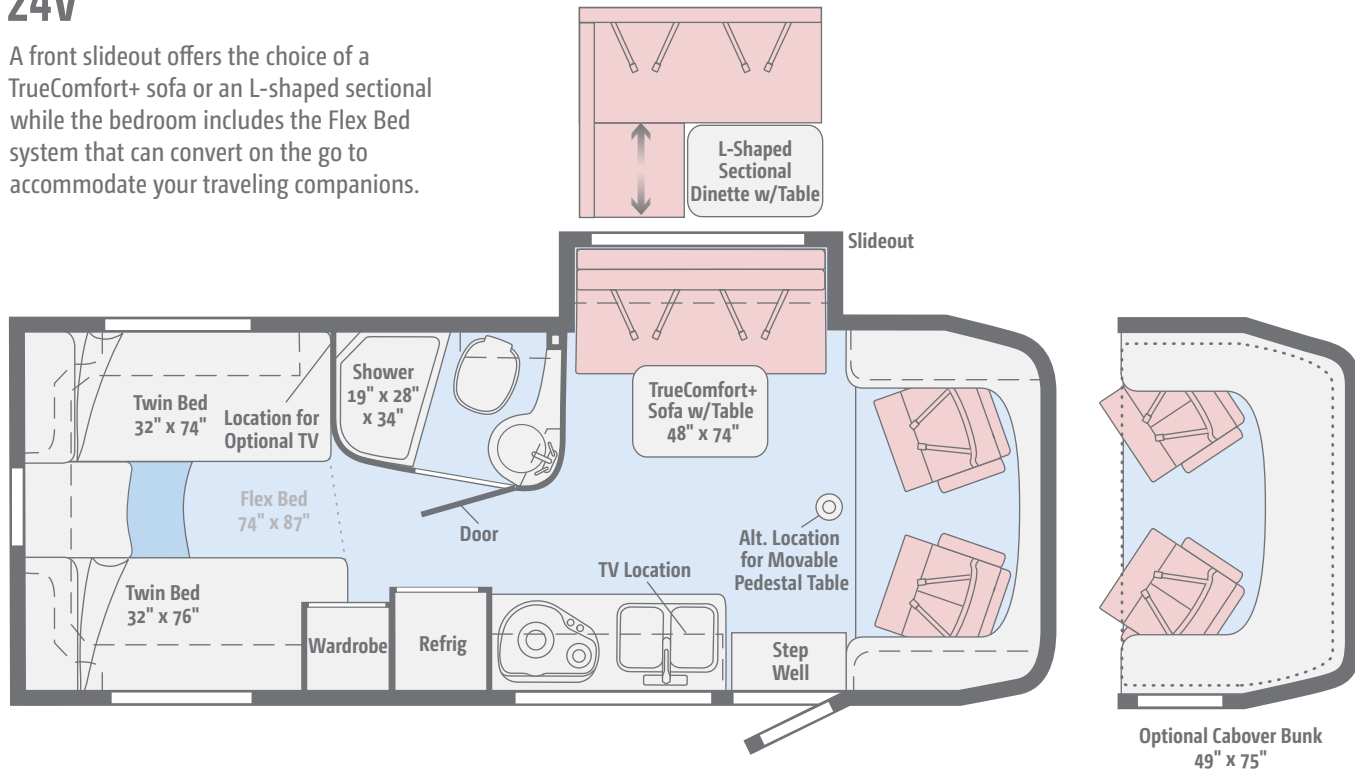 24V
A front slideout offers the choice of a
TrueComfort+ sofa or an L-shaped sectional
while the bedroom includes the Flex Bed
system that can convert on the go to
accommodate your traveling companions.
L-Shaped
Sectional
Dinette w/Table
Slideout
Shower
19" x 28"
x 34"
Twin Bed
32" x 74"
Location for
Optional TV
TrueComfort+
Sofa w/Table
48" x 74"
Flex Bed
74" x 87"
Door
Alt. Location
for Movable
Pedestal Table
TV Location
Twin Bed
32" x 76"
Wardrobe
Refrig
Step
Well
Optional Cabover Bunk
49" x 75"